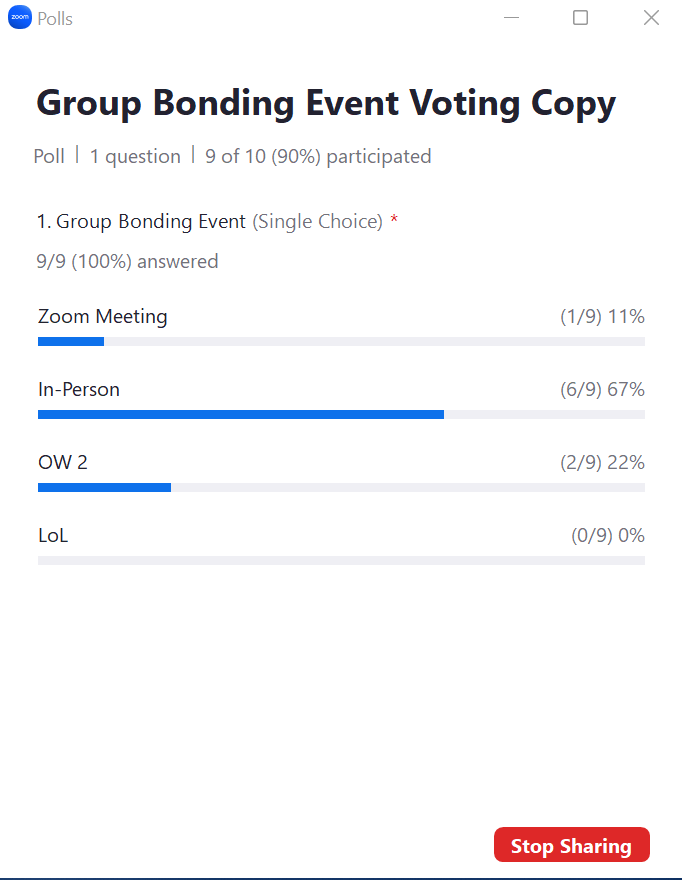 zoom Polls
Group Bonding Event Voting Copy
Poll | 1 question | 9 of 10 (90%) participated
1. Group Bonding Event (Single Choice) *
9/9 (100%) answered
Zoom Meeting (1/9) 11%
In-Person (6/9) 67%
OW 2 (2/9) 22%
LoL (0/9) 0%
Stop Sharing